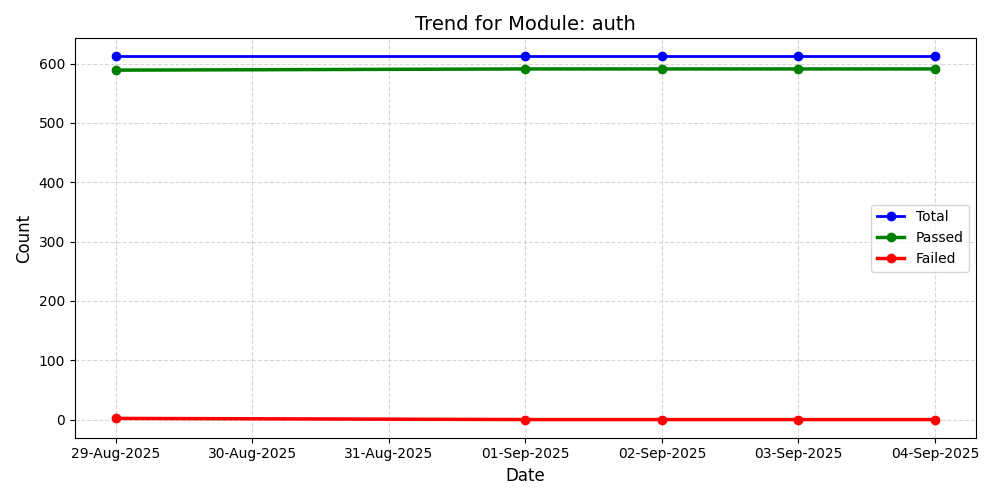 Trend for Module: auth
Count
600
500
400
300
200
100
0
Total
Passed
Failed
29-Aug-2025 30-Aug-2025 31-Aug-2025 01-Sep-2025 02-Sep-2025 03-Sep-2025 04-Sep-2025
Date